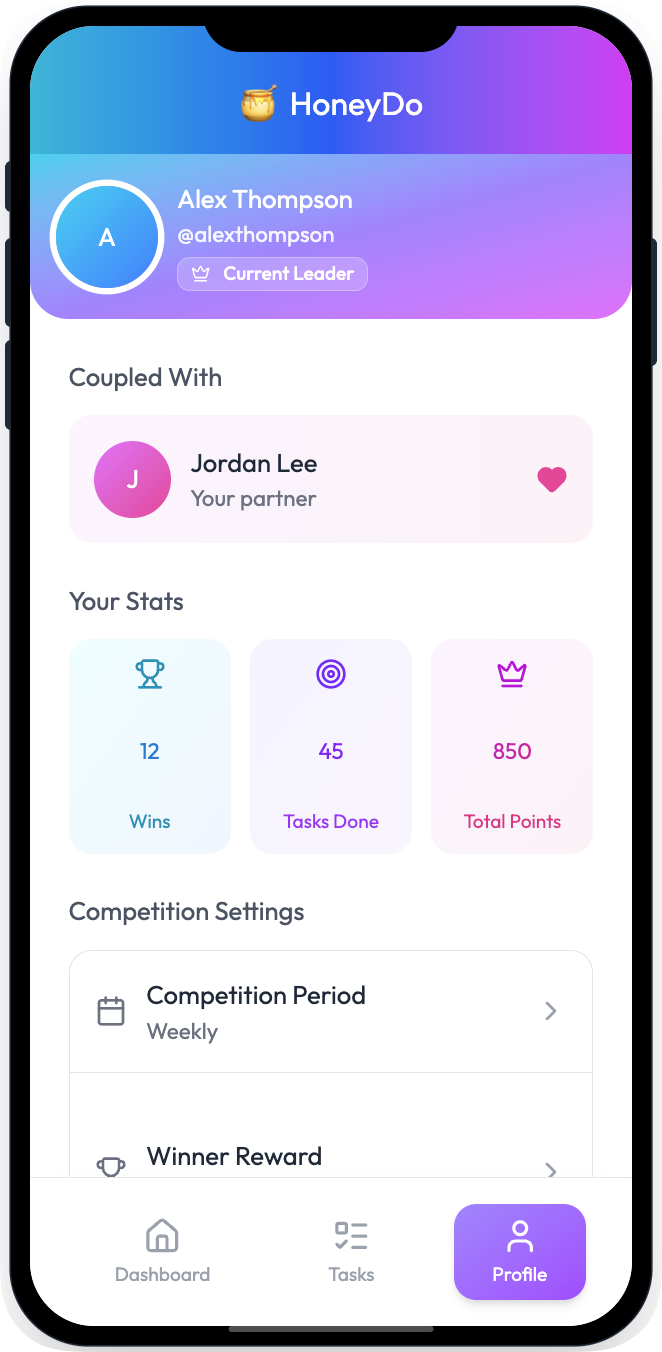 HoneyDo
A
Alex Thompson
@alexthompson
Current Leader
Coupled With
J
Jordan Lee
Your partner
Your Stats
12
45
850
Wins
Tasks Done
Total Points
Competition Settings
Competition Period
Weekly
Winner Reward
Dashboard
Tasks
Profile